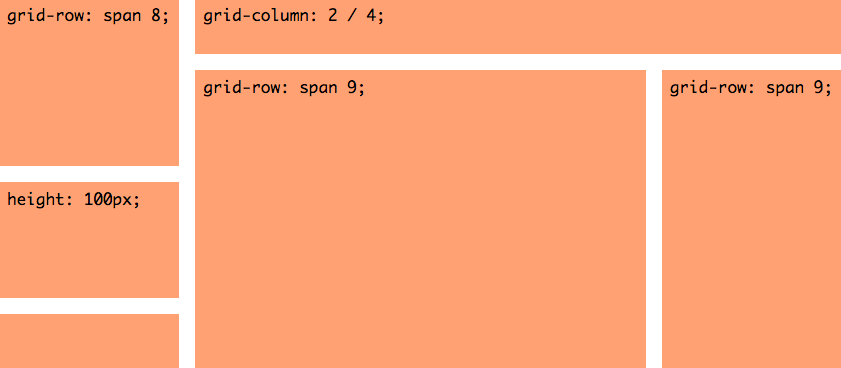 grid-row: span 8;
grid-column: 2 / 4;
grid-row: span 9;
grid-row: span 9;
height: 100px;